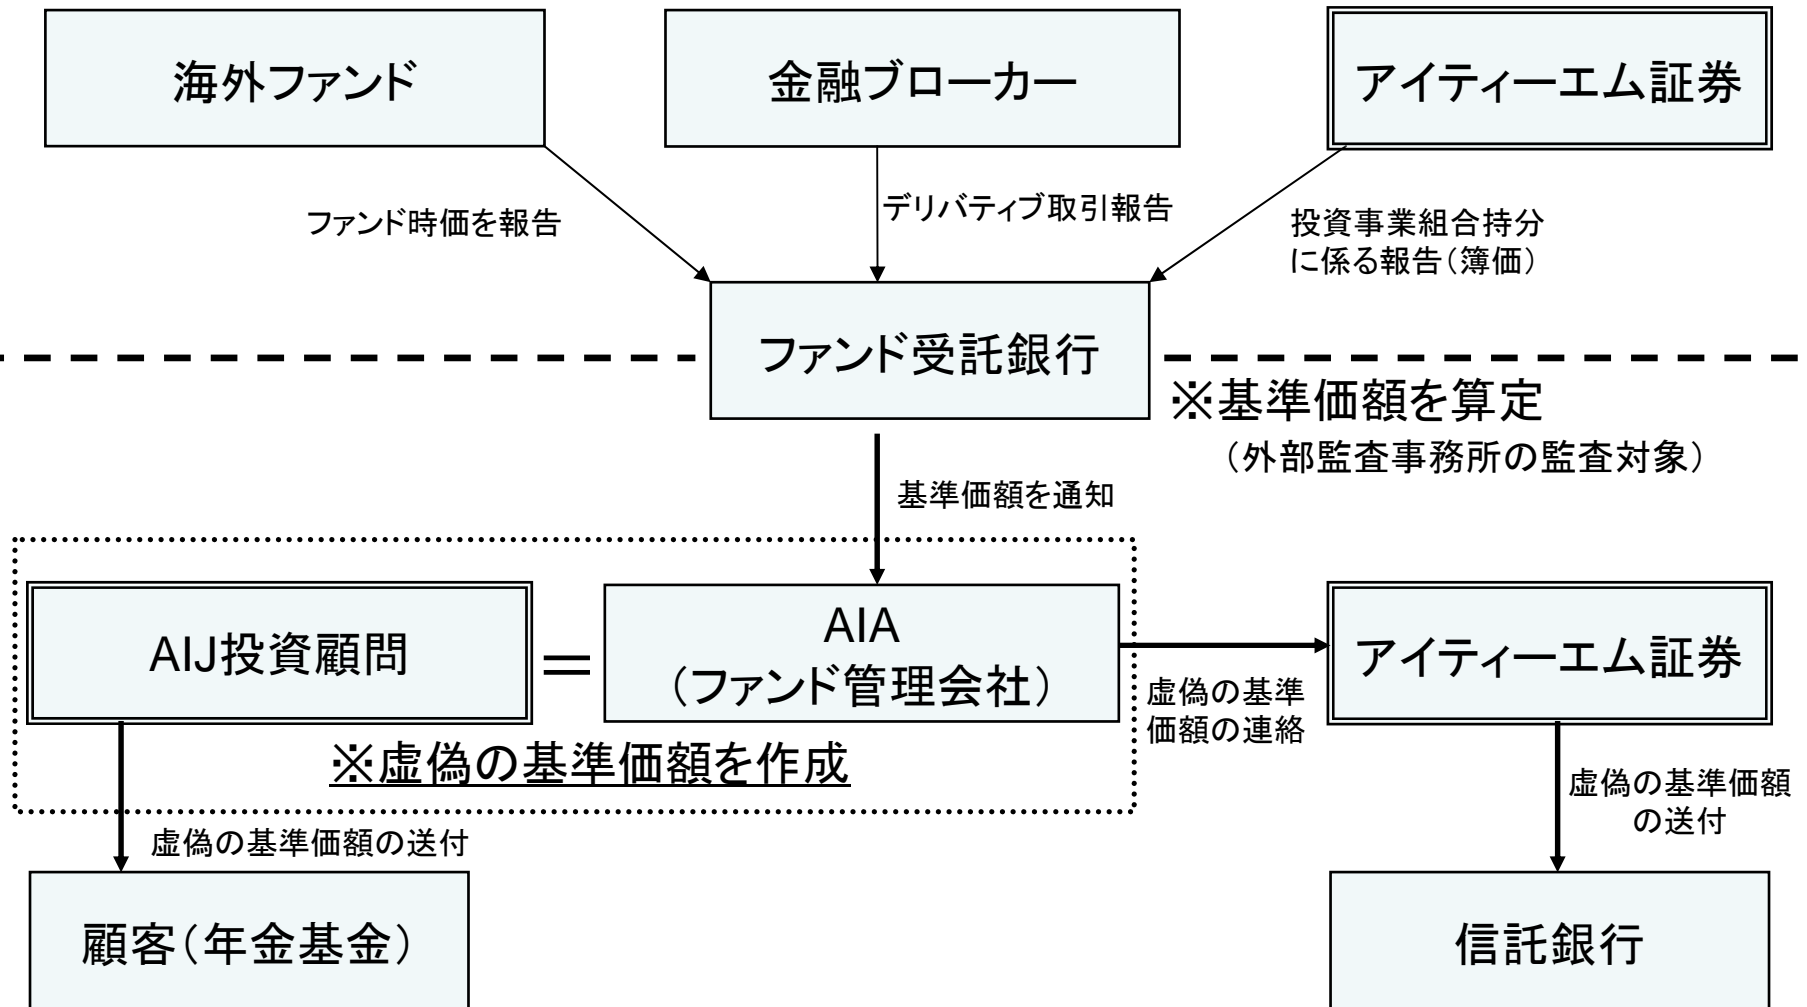 海外ファンド
金融ブローカー
アイティーエム証券
ファンド時価を報告
デリバティブ取引報告
投資事業組合持分
に係る報告（簿価）
ファンド受託銀行
※基準価額を算定
（外部監査事務所の監査対象）
基準価額を通知
AIJ投資顧問
＝
AIA
（ファンド管理会社）
アイティーエム証券
虚偽の基準
価額の連絡
※虚偽の基準価額を作成
虚偽の基準価額
の送付
虚偽の基準価額の送付
顧客（年金基金）
信託銀行